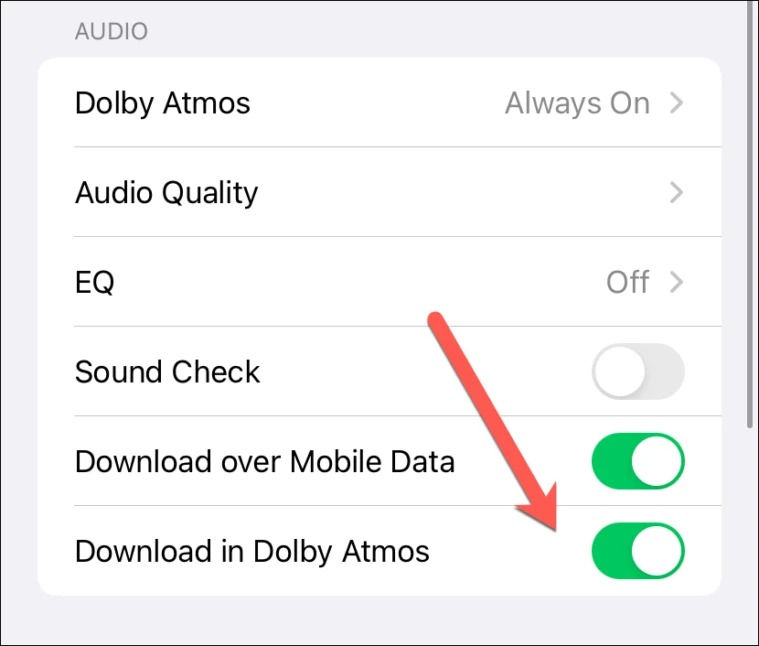 AUDIO
Dolby Atmos Always On
Audio Quality
EQ Off
Sound Check
Download over Mobile Data
Download in Dolby Atmos